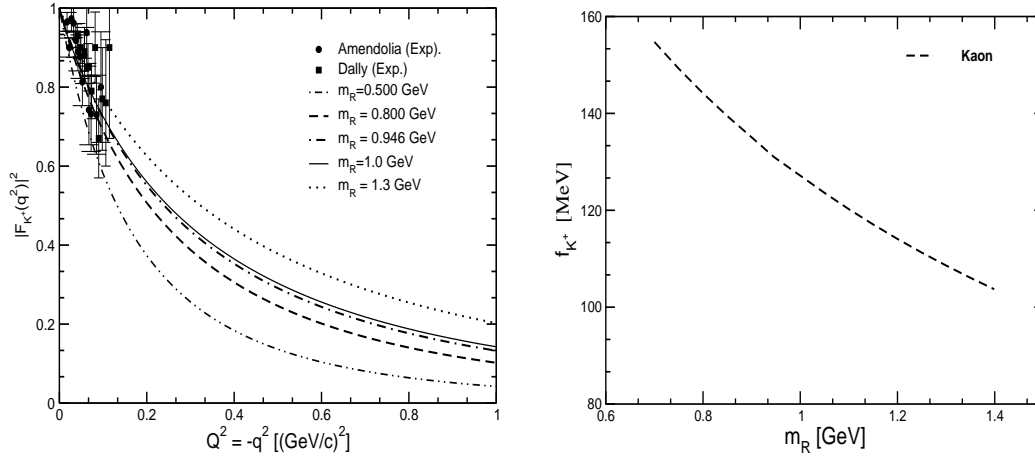 1
0.8
0.6
0.4
0.2
0
|F_K⁺(q²)|²
Amendolia (Exp).
Dally (Exp.)
m_R=0.500 GeV
m_R = 0.800 GeV
m_R = 0.946 GeV
m_R=1.0 GeV
m_R = 1.3 GeV
0 0.2 0.4 0.6 0.8 1
Q² = -q² [(GeV/c)²]
160
140
120
100
80
f_K⁺ [MeV]
Kaon
0.6 0.8 1 1.2 1.4
m_R [GeV]